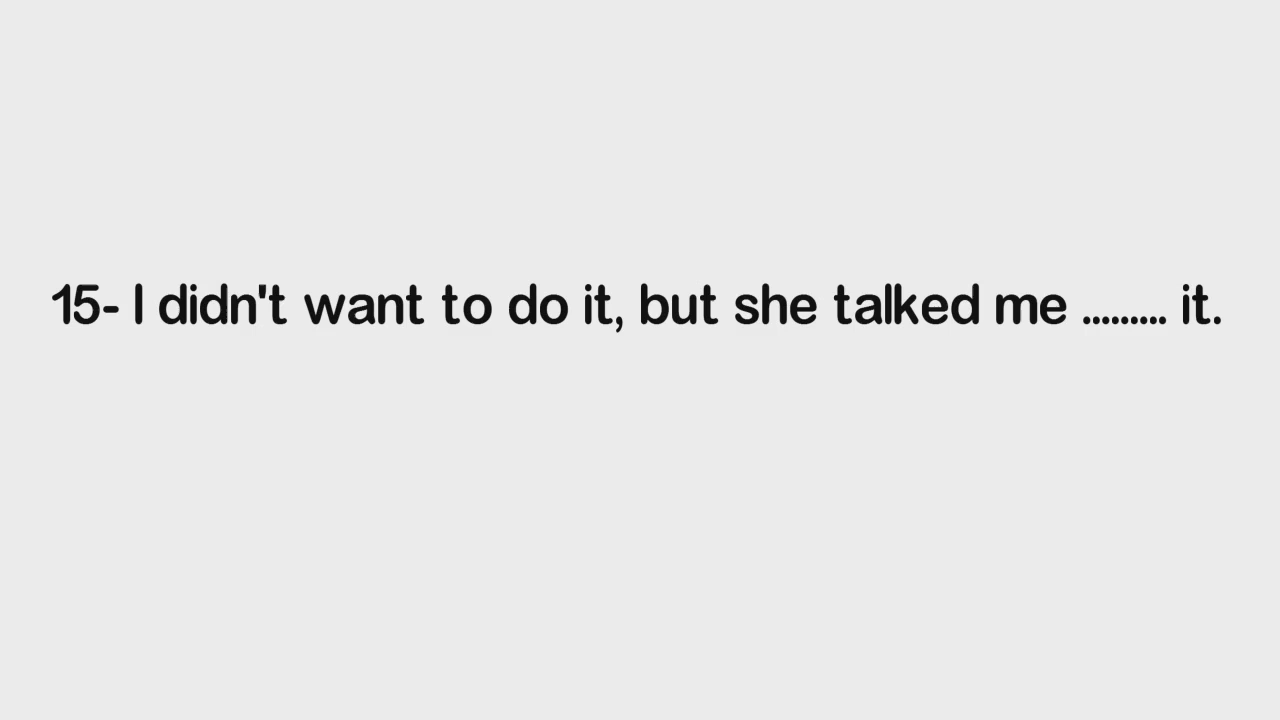 15- I didn't want to do it, but she talked me ......... it.